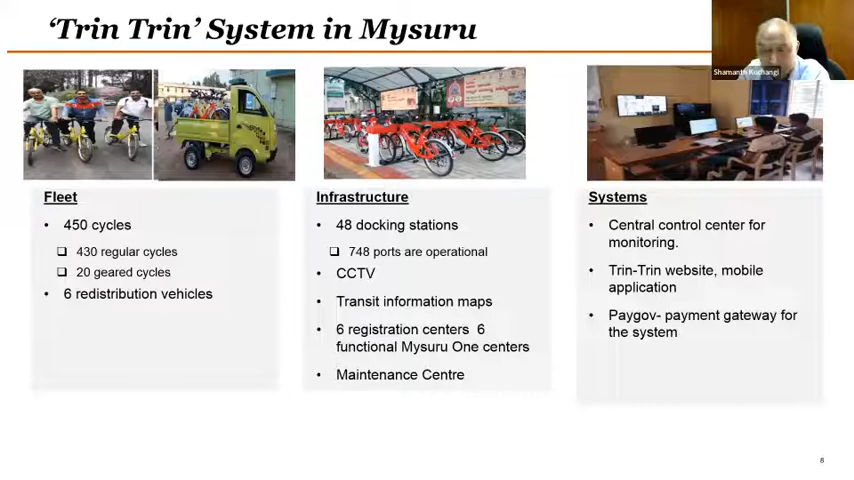 ‘Trin Trin’ System in Mysuru
Shamanth Kuchangi
Fleet
• 450 cycles
❑ 430 regular cycles
❑ 20 geared cycles
• 6 redistribution vehicles
Infrastructure
• 48 docking stations
❑ 748 ports are operational
• CCTV
• Transit information maps
• 6 registration centers 6
functional Mysuru One centers
• Maintenance Centre
Systems
• Central control center for
monitoring.
• Trin-Trin website, mobile
application
• Paygov- payment gateway for
the system
8